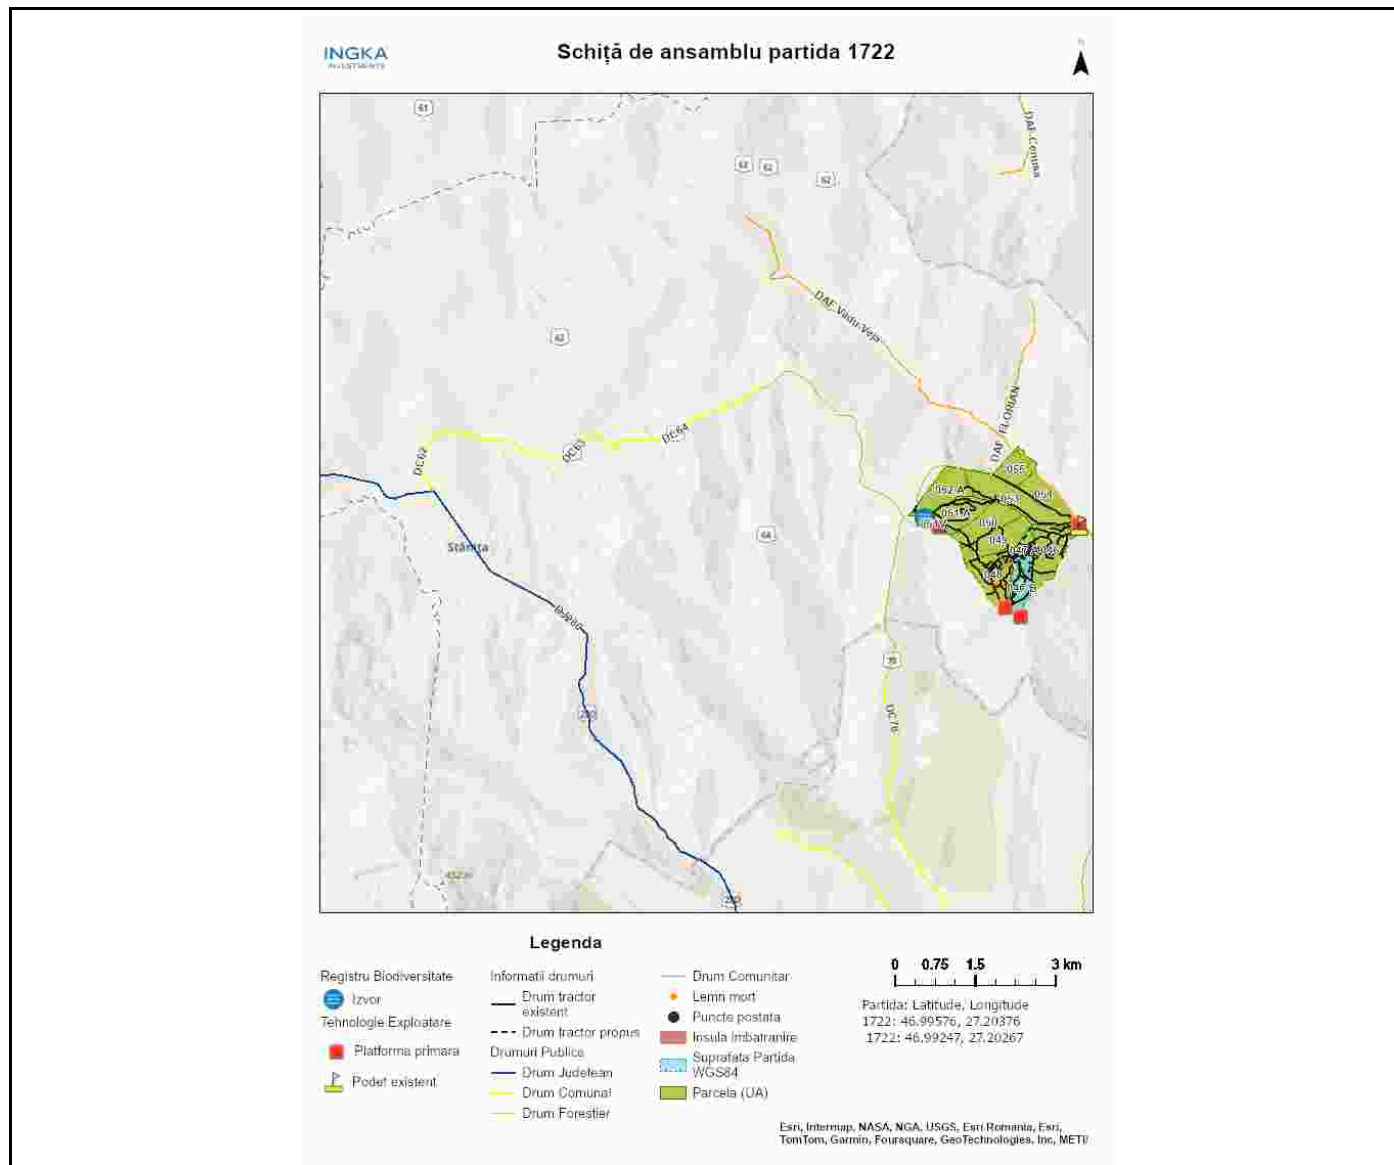 INGKA
INVESTMENTS
Schiță de ansamblu partida 1722
N
61
DAF Cenusa
62
62
62
DAF Vadu Veja
62
DAF FLORIAN
DC64
DC63
DC62
055
052 A
054
053
051 A
050
049
64
Stănița
DJ280
70
DC70
280
280
Legenda
Registru Biodiversitate
Izvor
Tehnologie Exploatare
Platforma primara
Podet existent
Informatii drumuri
Drum tractor
existent
Drum tractor propus
Drumuri Publice
Drum Judetean
Drum Comunal
Drum Forestier
Drum Comunitar
Lemn mort
Puncte postata
Insula Imbatranire
Suprafata Partida
WGS84
Parcela (UA)
0 0.75 1.5 3 km
Partida: Latitude, Longitude
1722: 46.99576, 27.20376
1722: 46.99247, 27.20267
Esri, Intermap, NASA, NGA, USGS, Esri Romania, Esri,
TomTom, Garmin, Foursquare, GeoTechnologies, Inc, METI/